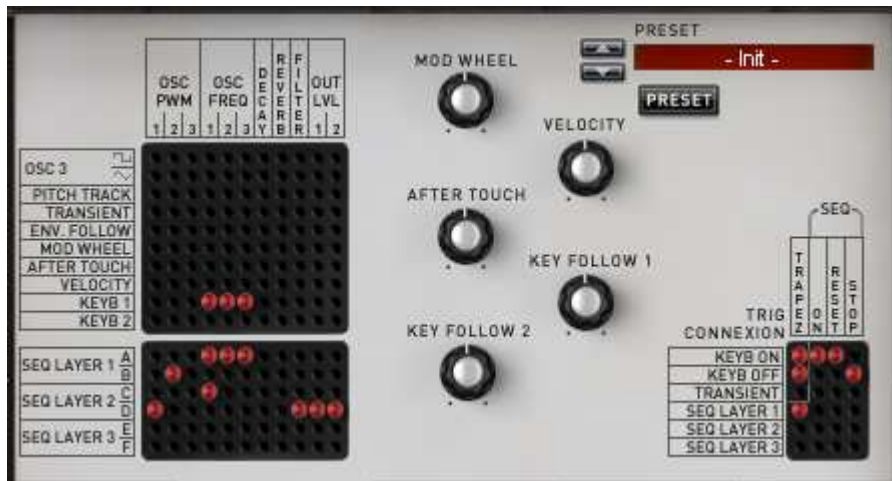 PRESET
- Init -
PRESET
MOD WHEEL
VELOCITY
AFTER TOUCH
KEY FOLLOW 1
KEY FOLLOW 2
OSC PWM
OSC FREQ
DECAY
REVERB
FILTER
OUT LVL
1 2 3 1 2 3 1 2
OSC 3
PITCH TRACK
TRANSIENT
ENV. FOLLOW
MOD WHEEL
AFTER TOUCH
VELOCITY
KEYB 1
KEYB 2
SEQ LAYER 1 A B
SEQ LAYER 2 C D
SEQ LAYER 3 E F
SEQ
TRAPEZ
ON
RESET
STOP
TRIG
CONNEXION
KEYB ON
KEYB OFF
TRANSIENT
SEQ LAYER 1
SEQ LAYER 2
SEQ LAYER 3